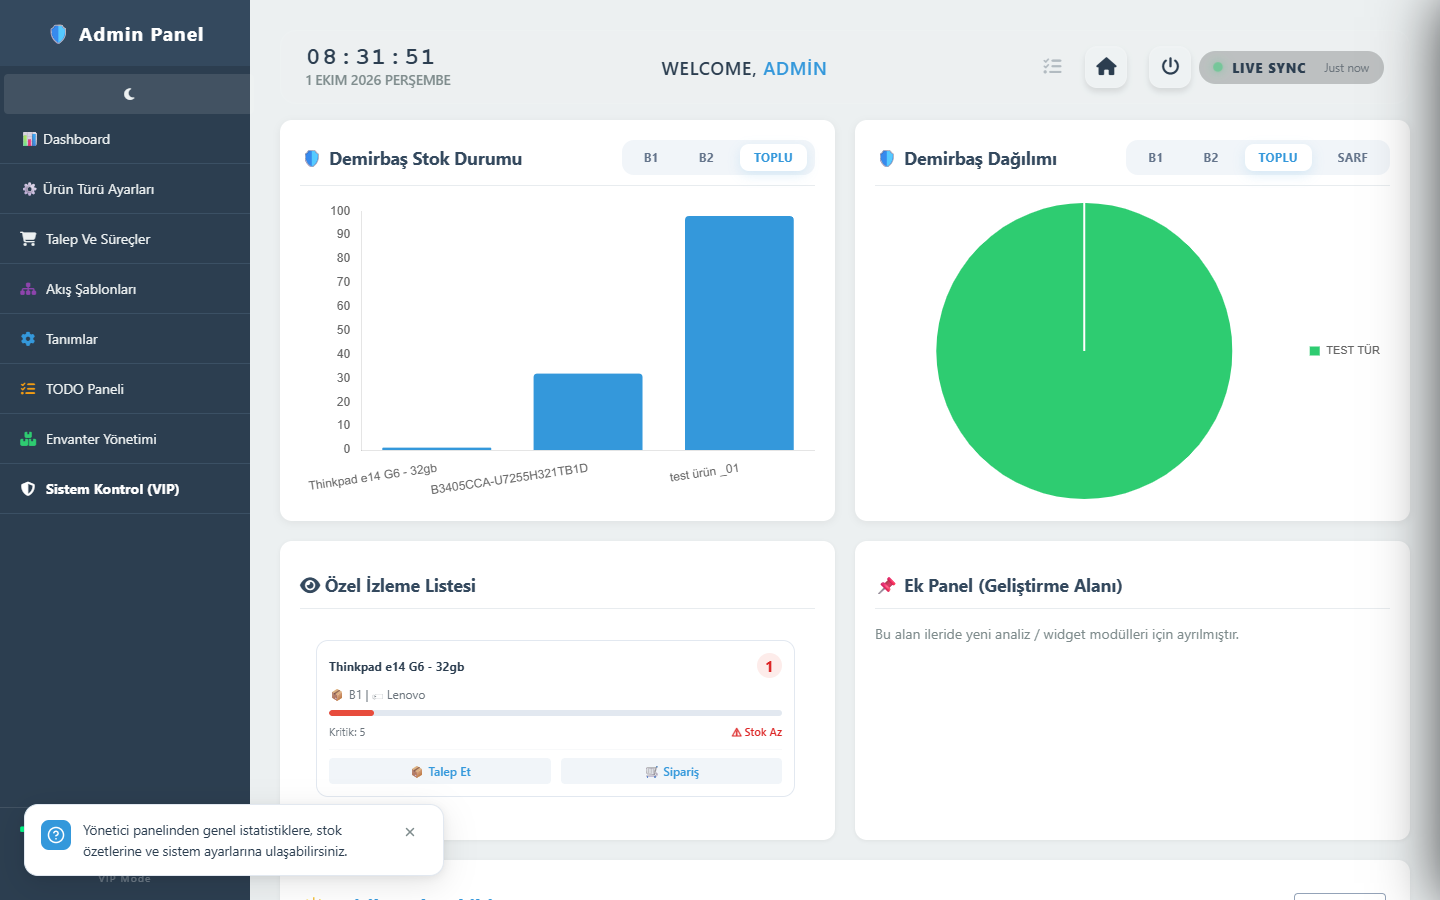 Admin Panel
Dashboard
Ürün Türü Ayarları
Talep Ve Süreçler
Akış Şablonları
Tanımlar
TODO Paneli
Envanter Yönetimi
Sistem Kontrol (VIP)
VIP Mode
08:31:51
1 EKIM 2026 PERŞEMBE
WELCOME, ADMİN
LIVE SYNC Just now
Demirbaş Stok Durumu
B1 B2 TOPLU
100
90
80
70
60
50
40
30
20
10
0
Thinkpad e14 G6 - 32gb
B3405CCA-U7255H321TB1D
test ürün _01
Demirbaş Dağılımı
B1 B2 TOPLU SARF
TEST TÜR
Özel İzleme Listesi
Thinkpad e14 G6 - 32gb
1
B1 | Lenovo
Kritik: 5
Stok Az
Talep Et
Sipariş
Ek Panel (Geliştirme Alanı)
Bu alan ileride yeni analiz / widget modülleri için ayrılmıştır.
Yönetici panelinden genel istatistiklere, stok
özetlerine ve sistem ayarlarına ulaşabilirsiniz.